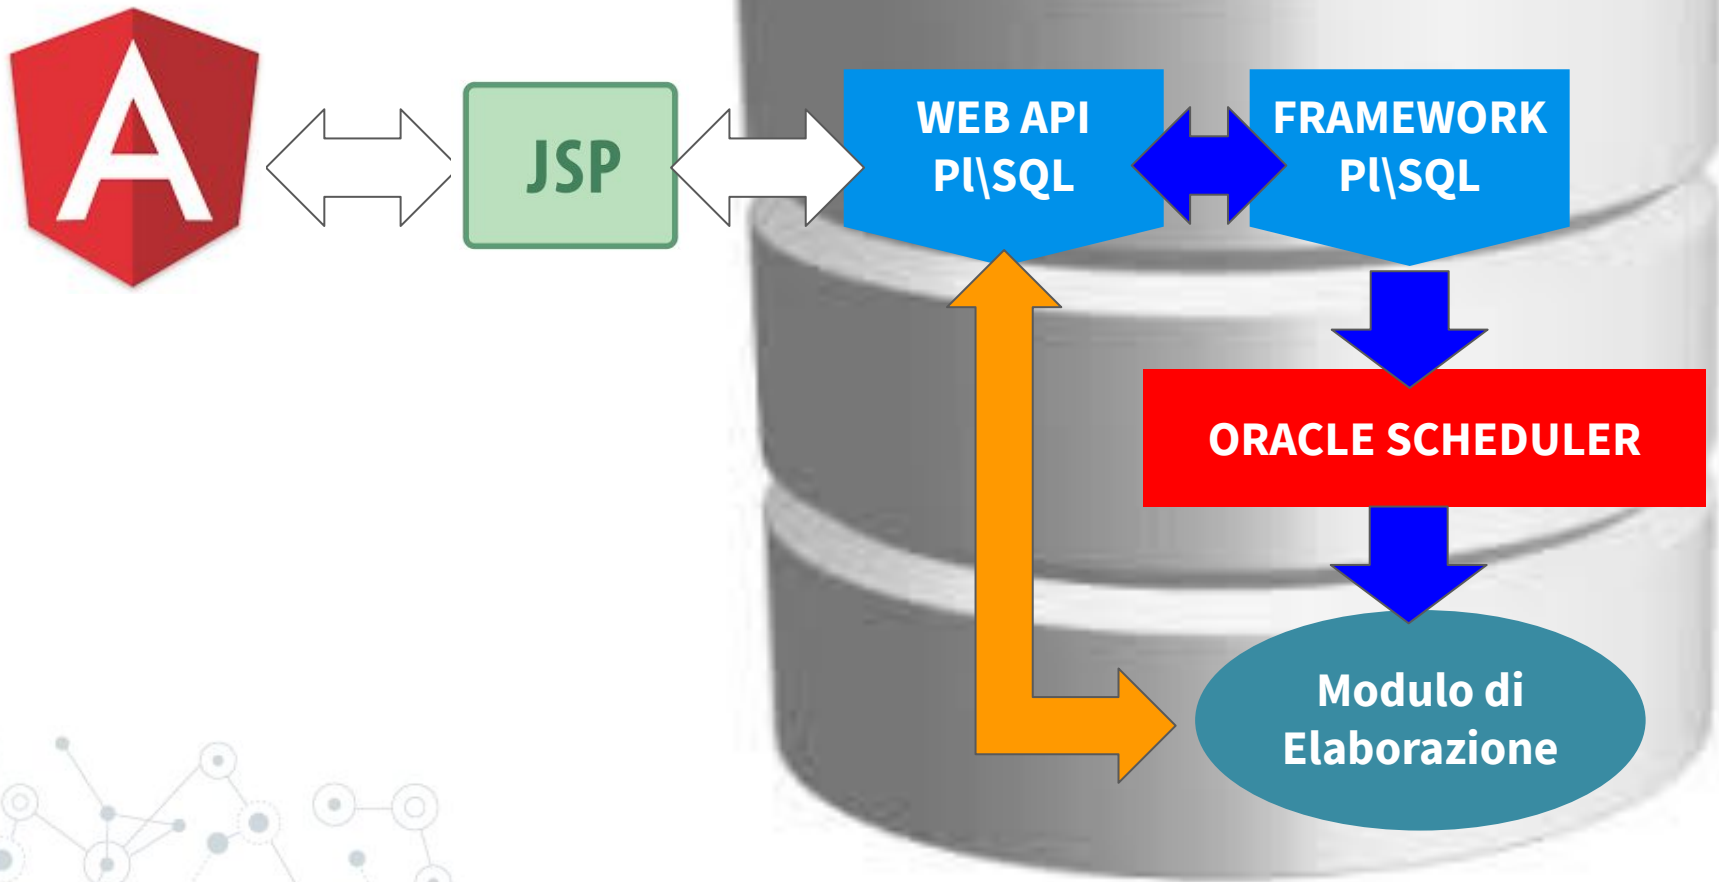 A
JSP
WEB API
Pl\SQL
FRAMEWORK
Pl\SQL
ORACLE SCHEDULER
Modulo di
Elaborazione